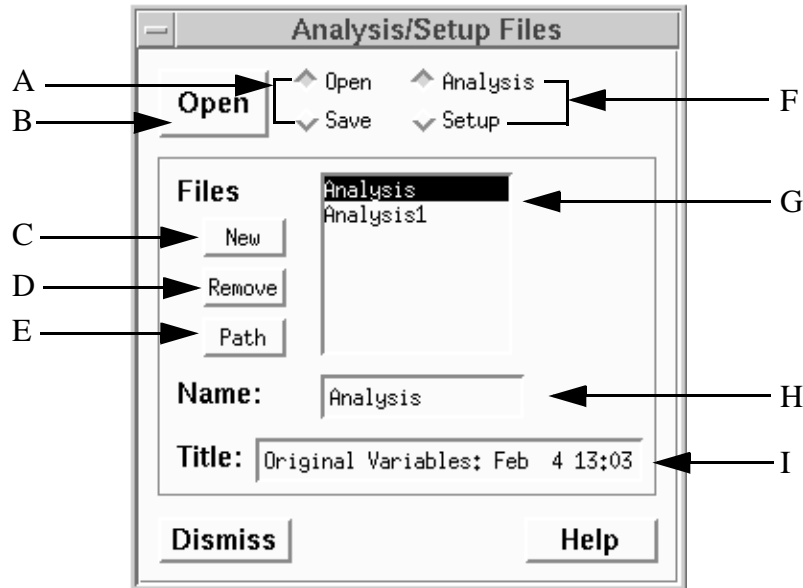 Analysis/Setup Files
A
Open
Analysis
Open
F
B
Save
Setup
Files
Analysis
G
Analysis1
C
New
D
Remove
E
Path
Name:
Analysis
H
Title:
Original Variables: Feb  4 13:03
I
Dismiss
Help